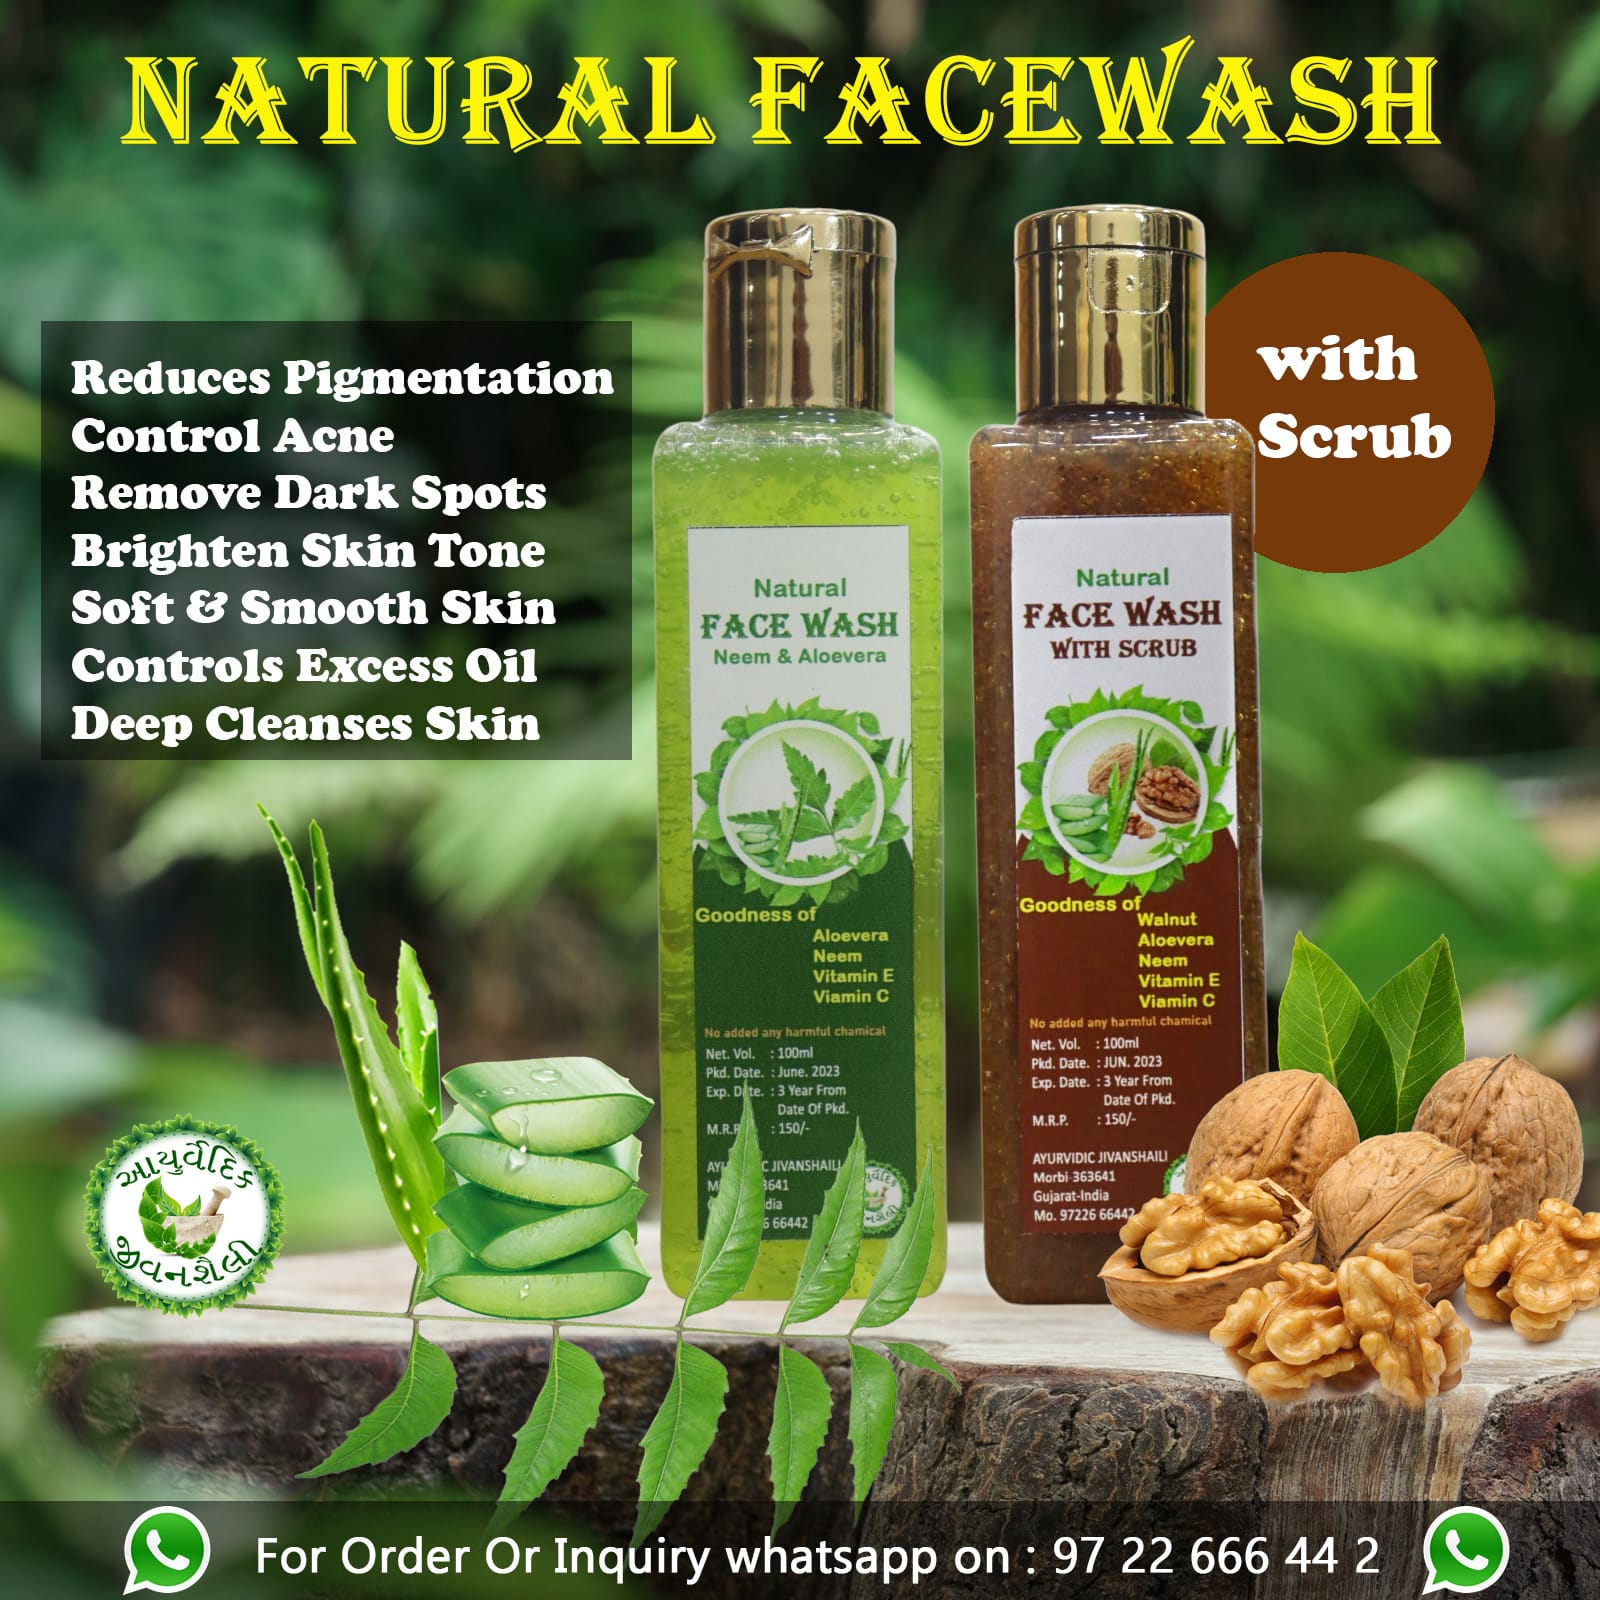 NATURAL FACEWASH
with
Scrub
Reduces Pigmentation
Control Acne
Remove Dark Spots
Brighten Skin Tone
Soft & Smooth Skin
Controls Excess Oil
Deep Cleanses Skin
Natural
FACE WASH
Neem & Aloevera
Goodness of
Aloevera
Neem
Vitamin E
Viamin C
No added any harmful chamical
Net. Vol. : 100ml
Pkd. Date. : June. 2023
Exp. Date. : 3 Year From
Date Of Pkd.
M.R.P : 150/-
JIVANSHAILI
66442
Natural
FACE WASH
WITH SCRUB
Goodness of
Walnut
Aloevera
Neem
Vitamin E
Viamin C
No added any harmful chamical
Net. Vol. : 100ml
Pkd. Date. : JUN. 2023
Exp. Date. : 3 Year From
Date Of Pkd.
M.R.P. : 150/-
AYURVIDIC JIVANSHAILI
Morbi-363641
Gujarat-India
Mo. 97226 66442
આયુર્વેદિક
જીવનશૈલી
For Order Or Inquiry whatsapp on : 97 22 666 44 2